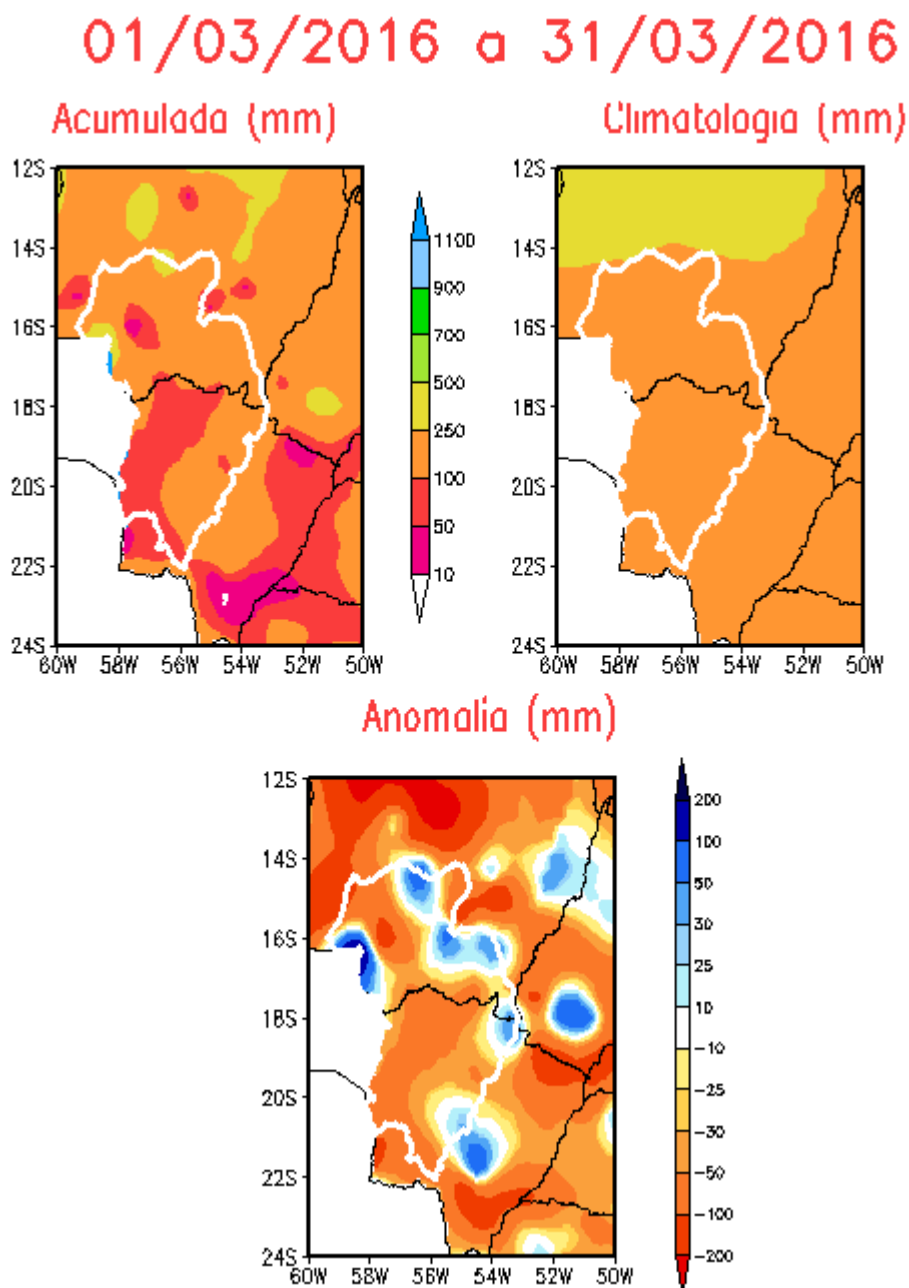 01/03/2016 a 31/03/2016
Acumulada (mm)
Climatologia (mm)
12S
14S
16S
18S
20S
22S
24S
60W 58W 56W 54W 52W 50W
1100
900
700
500
250
100
50
10
12S
14S
16S
18S
20S
22S
24S
60W 58W 56W 54W 52W 50W
Anomalia (mm)
12S
14S
16S
18S
20S
22S
24S
60W 58W 56W 54W 52W 50W
200
100
50
30
25
10
-10
-25
-30
-50
-100
-200